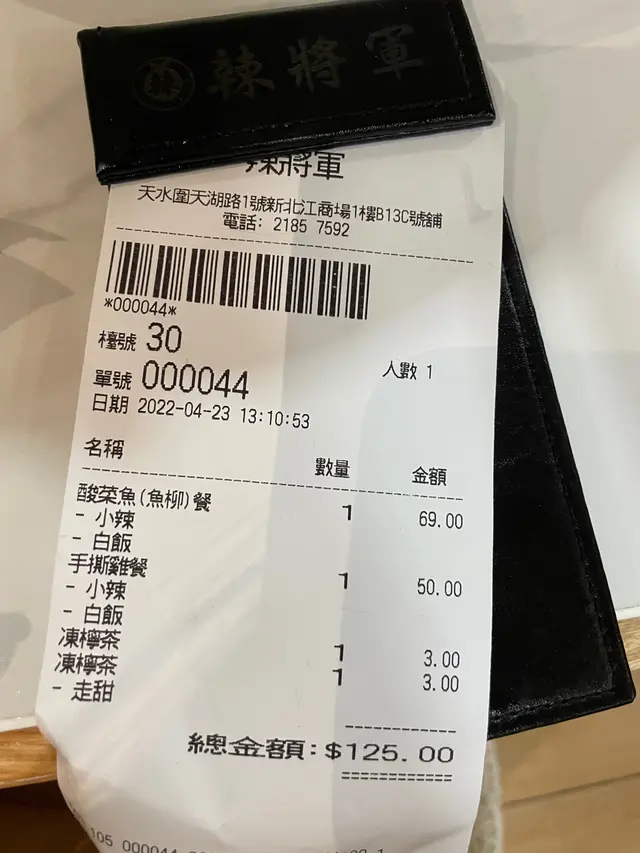 辣將軍
辣將軍
天水圍天湖路1號新北江商場1樓B13C號舖
電話: 2185 7592
*000044*
檯號 30
人數 1
單號 000044
日期 2022-04-23 13:10:53
名稱 數量 金額
酸菜魚(魚柳)餐 1 69.00
- 小辣
- 白飯
手撕雞餐 1 50.00
- 小辣
- 白飯
凍檸茶 1 3.00
凍檸茶 1 3.00
- 走甜
總金額: $125.00
105 000044